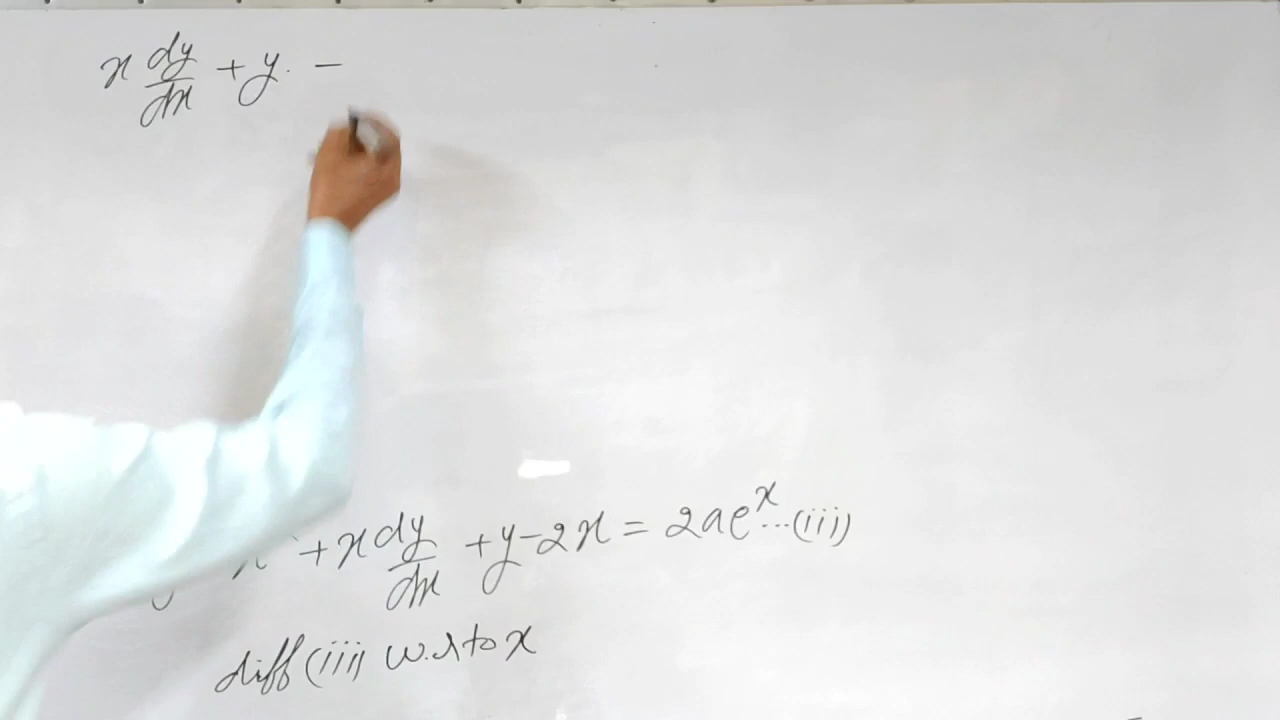 x dy/dx + y. –
x + x dy/dx + y – 2x = 2ae^x ...(iii)
diff (iii) w.r to x